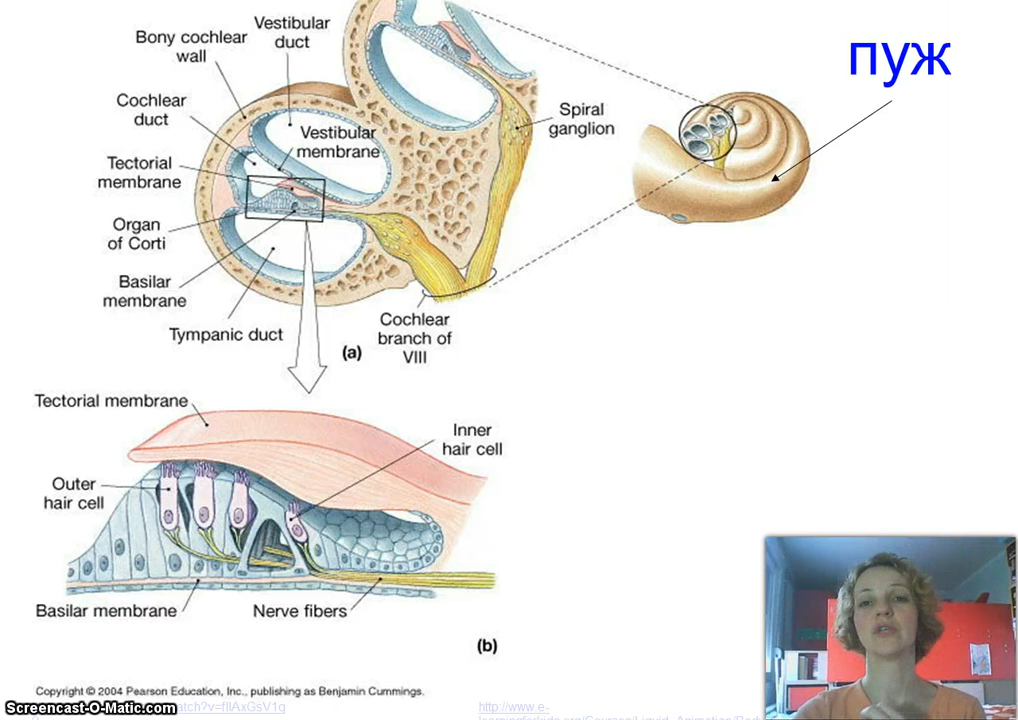 Vestibular
duct
Bony cochlear
wall
пуж
Cochlear
duct
Vestibular
membrane
Spiral
ganglion
Tectorial
membrane
Organ
of Corti
Basilar
membrane
Tympanic duct
Cochlear
branch of
VIII
(a)
Tectorial membrane
Inner
hair cell
Outer
hair cell
Basilar membrane
Nerve fibers
(b)
Copyright © 2004 Pearson Education, Inc., publishing as Benjamin Cummings.
Screencast-O-Matic.com
http://www.e-